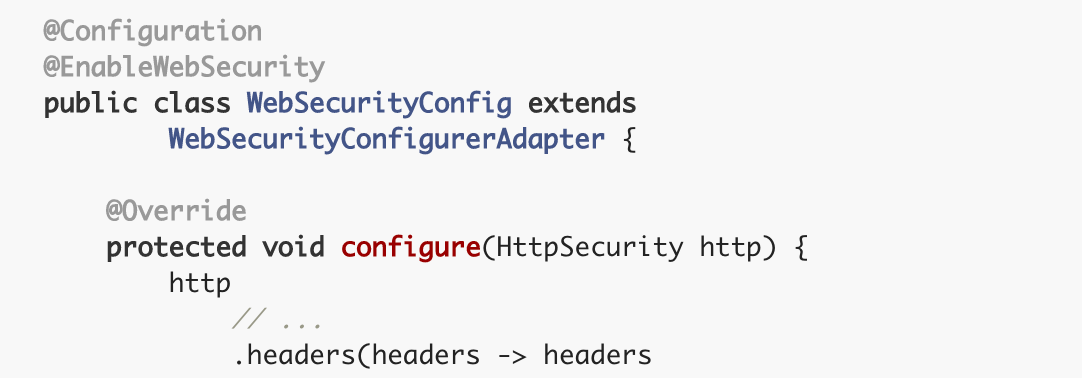 @Configuration
@EnableWebSecurity
public class WebSecurityConfig extends
        WebSecurityConfigurerAdapter {
    @Override
    protected void configure(HttpSecurity http) {
        http
            // ...
            .headers(headers -> headers